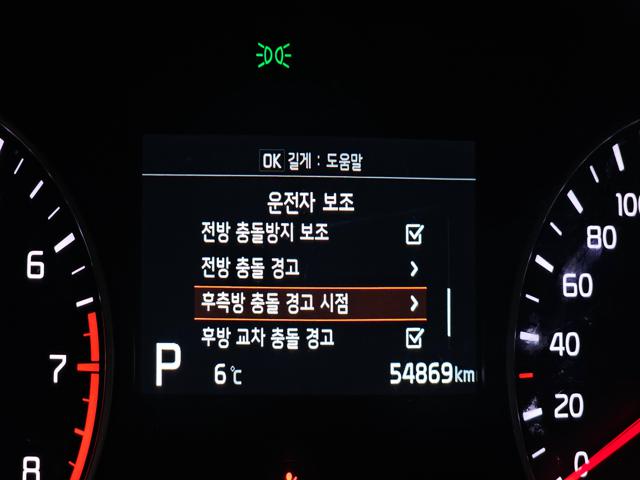 OK 길게 : 도움말
운전자 보조
전방 충돌방지 보조
전방 충돌 경고
후측방 충돌 경고 시점
후방 교차 충돌 경고
P 6℃ 54869km
6
7
8
100
80
60
40
20
0